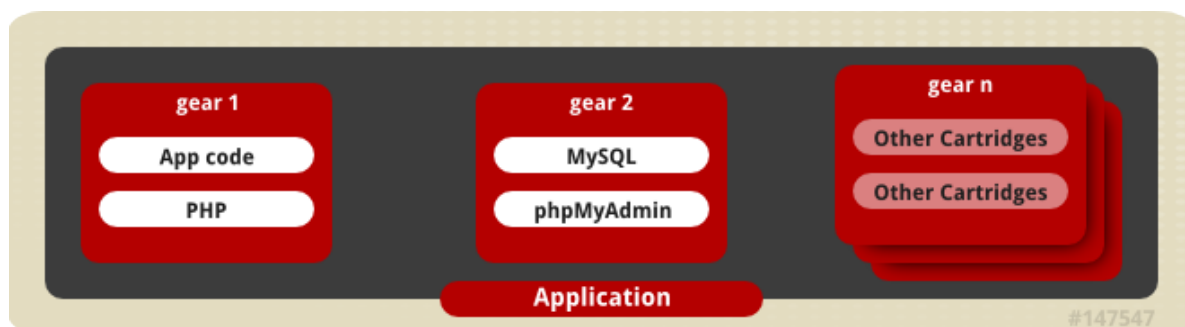 gear 1
App code
PHP
gear 2
MySQL
phpMyAdmin
gear n
Other Cartridges
Other Cartridges
Application
#147547